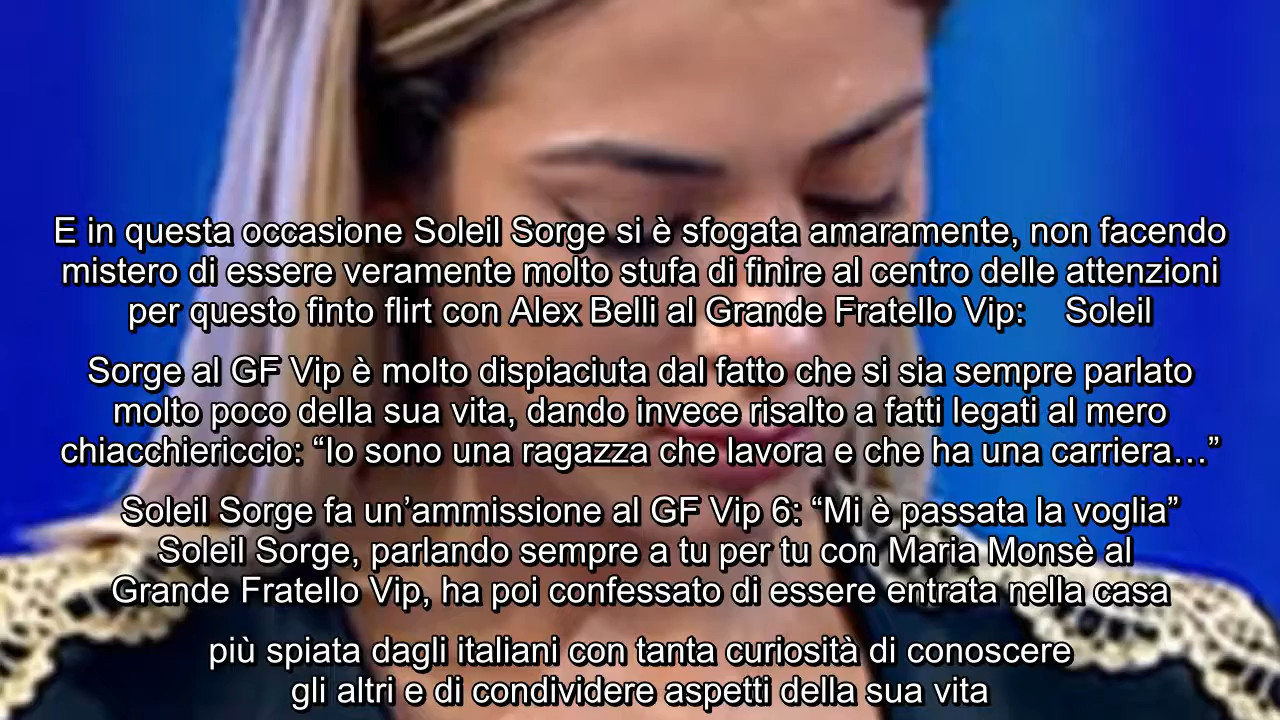 E in questa occasione Soleil Sorge si è sfogata amaramente, non facendo
mistero di essere veramente molto stufa di finire al centro delle attenzioni
per questo finto flirt con Alex Belli al Grande Fratello Vip: Soleil
Sorge al GF Vip è molto dispiaciuta dal fatto che si sia sempre parlato
molto poco della sua vita, dando invece risalto a fatti legati al mero
chiacchiericcio: “Io sono una ragazza che lavora e che ha una carriera…”
Soleil Sorge fa un’ammissione al GF Vip 6: “Mi è passata la voglia”
Soleil Sorge, parlando sempre a tu per tu con Maria Monsè al
Grande Fratello Vip, ha poi confessato di essere entrata nella casa
più spiata dagli italiani con tanta curiosità di conoscere
gli altri e di condividere aspetti della sua vita